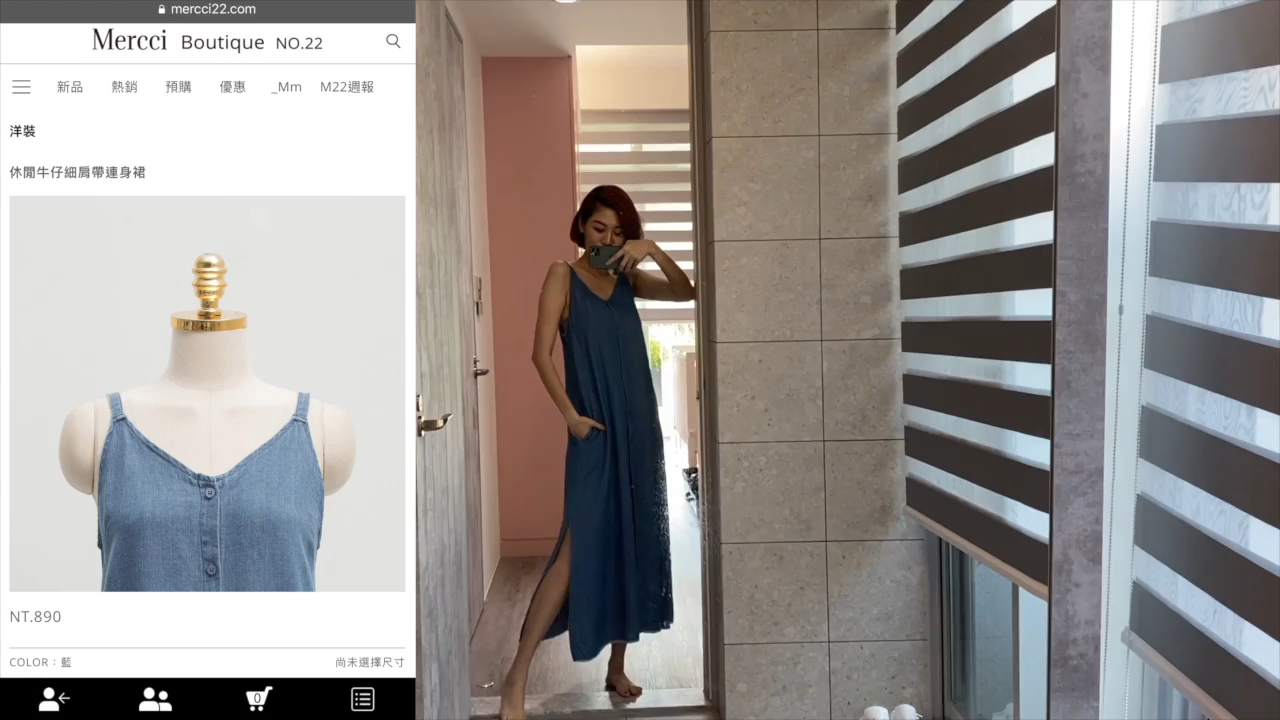 mercci22.com
Mercci Boutique NO.22
新品 熱銷 預購 優惠 _Mm M22週報
洋裝
休閒牛仔細肩帶連身裙
NT.890
COLOR：藍 尚未選擇尺寸
0